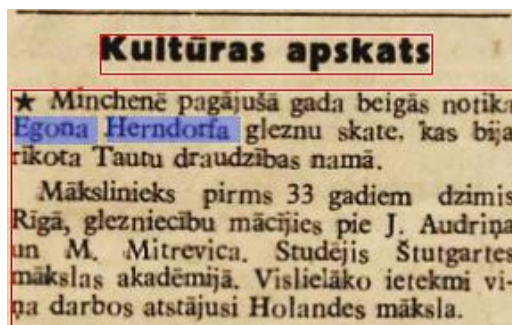 Kultūras apskats
★ Minchenē pagājušā gada beigās notika
Egona Herndorfa gleznu skate, kas bija
rīkota Tautu draudzības namā.
Mākslinieks pirms 33 gadiem dzimis
Rīgā, glezniecību mācījies pie J. Audriņa
un M. Mitrevica. Studējis Štutgartes
mākslas akadēmijā. Vislielāko ietekmi vi-
ņa darbos atstājusi Holandes māksla.